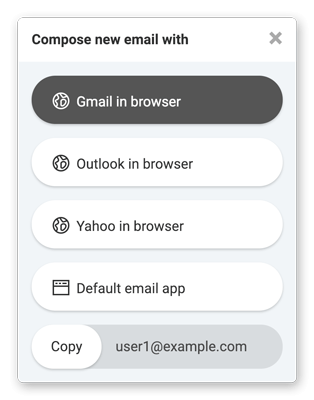 Compose new email with
Gmail in browser
Outlook in browser
Yahoo in browser
Default email app
Copy user1@example.com